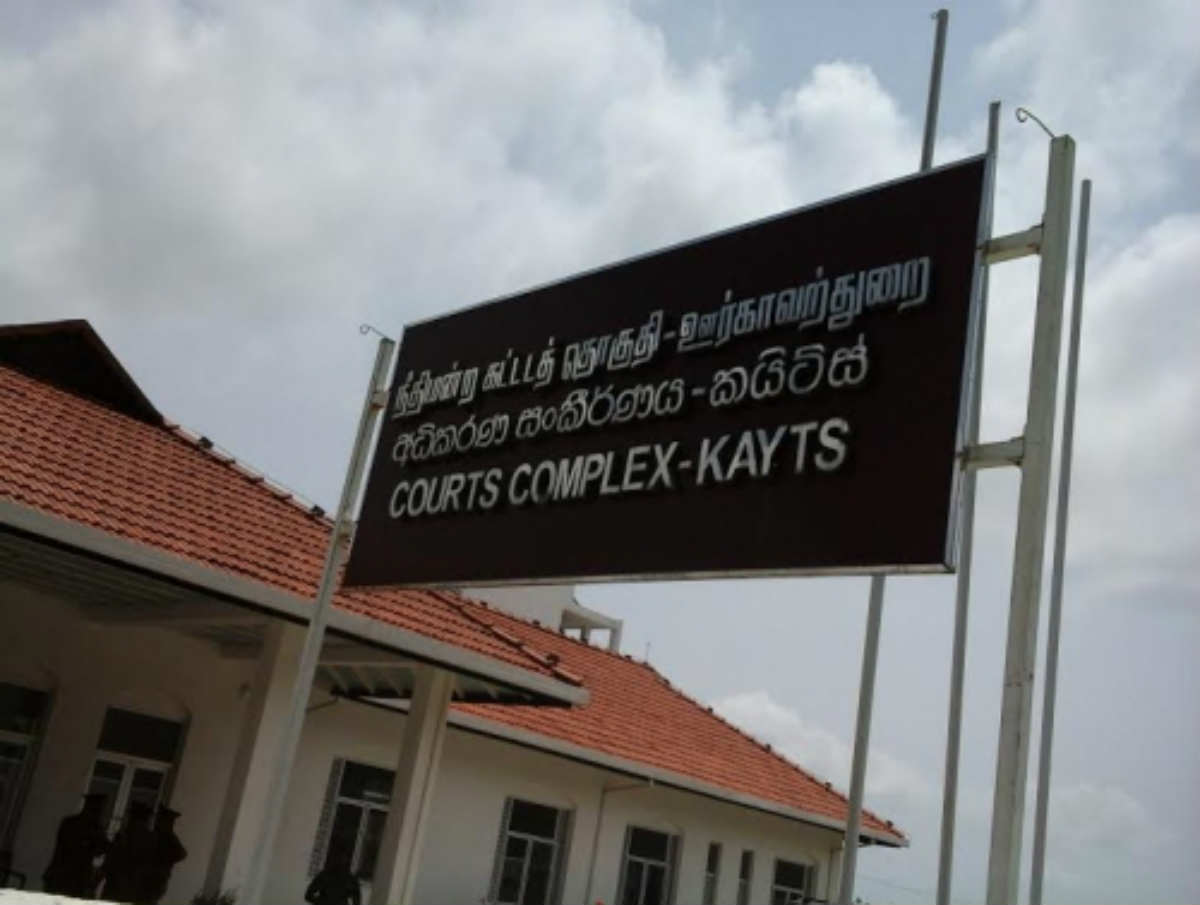 நீதிமன்ற கட்டடத் தொகுதி - ஊர்காவற்துறை
අධිකරණ සංකීර්ණය - කයිට්ස්
COURTS COMPLEX - KAYTS